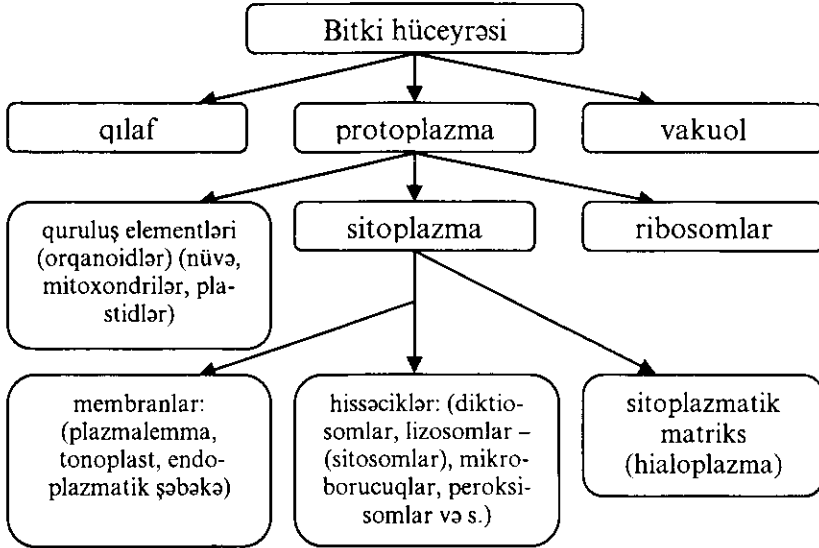 Bitki hüceyrəsi
qılaf
protoplazma
vakuol
quruluş elementləri
(orqanoidlər) (nüvə,
mitoxondrilər, pla-
stidlər)
sitoplazma
ribosomlar
membranlar:
(plazmalemma,
tonoplast, endo-
plazmatik şəbəkə)
hissəciklər: (diktio-
somlar, lizosomlar –
(sitosomlar), mikro-
borucuqlar, peroksi-
somlar və s.)
sitoplazmatik
matriks
(hialoplazma)